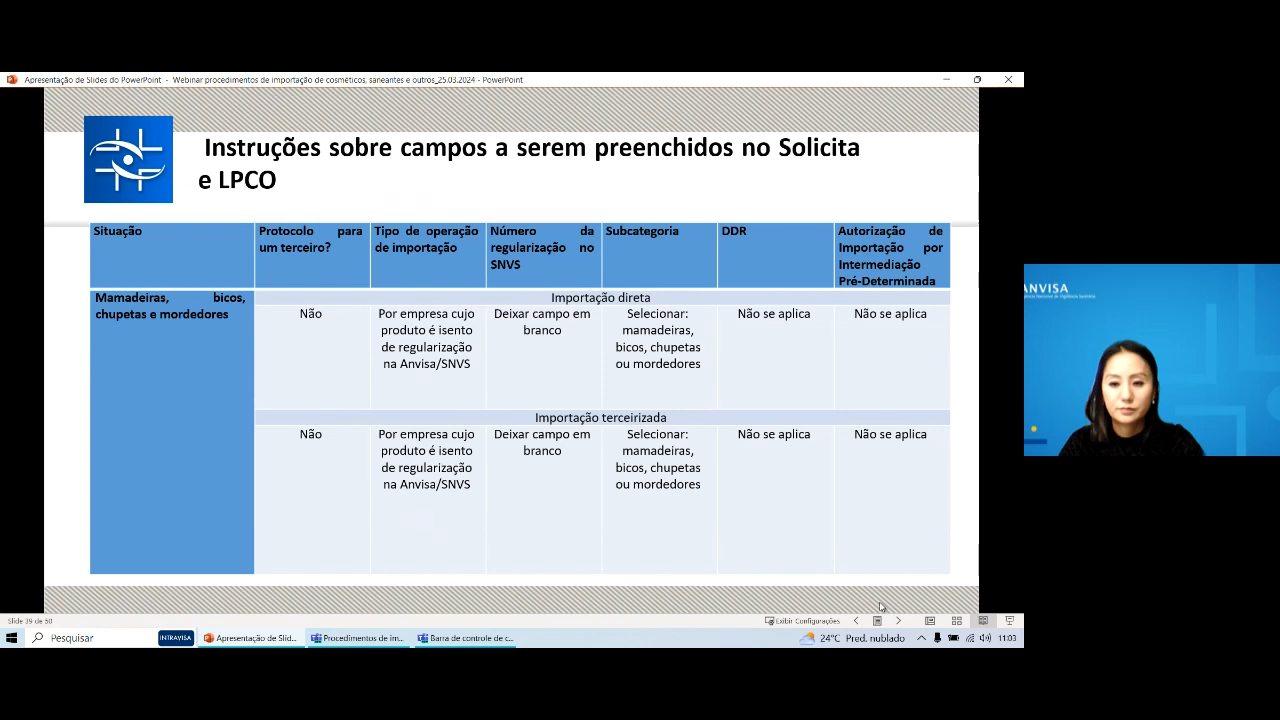 Apresentação de Slides do PowerPoint - Webinar procedimentos de importação de cosméticos, saneantes e outros_25.03.2024 - PowerPoint
Instruções sobre campos a serem preenchidos no Solicita
e LPCO
Situação
Protocolo para
um terceiro?
Tipo de operação
de importação
Número da
regularização no
SNVS
Subcategoria
DDR
Autorização de
Importação por
Intermediação
Pré-Determinada
Mamadeiras, bicos,
chupetas e mordedores
Importação direta
Não
Por empresa cujo
produto é isento
de regularização
na Anvisa/SNVS
Deixar campo em
branco
Selecionar:
mamadeiras,
bicos, chupetas
ou mordedores
Não se aplica
Não se aplica
Importação terceirizada
Não
Por empresa cujo
produto é isento
de regularização
na Anvisa/SNVS
Deixar campo em
branco
Selecionar:
mamadeiras,
bicos, chupetas
ou mordedores
Não se aplica
Não se aplica
ANVISA
Slide 39 de 50
Exibir Configurações
Pesquisar
INTRAVISA
Apresentação de Slid...
Procedimentos de im...
Barra de controle de c...
24°C Pred. nublado
11:03